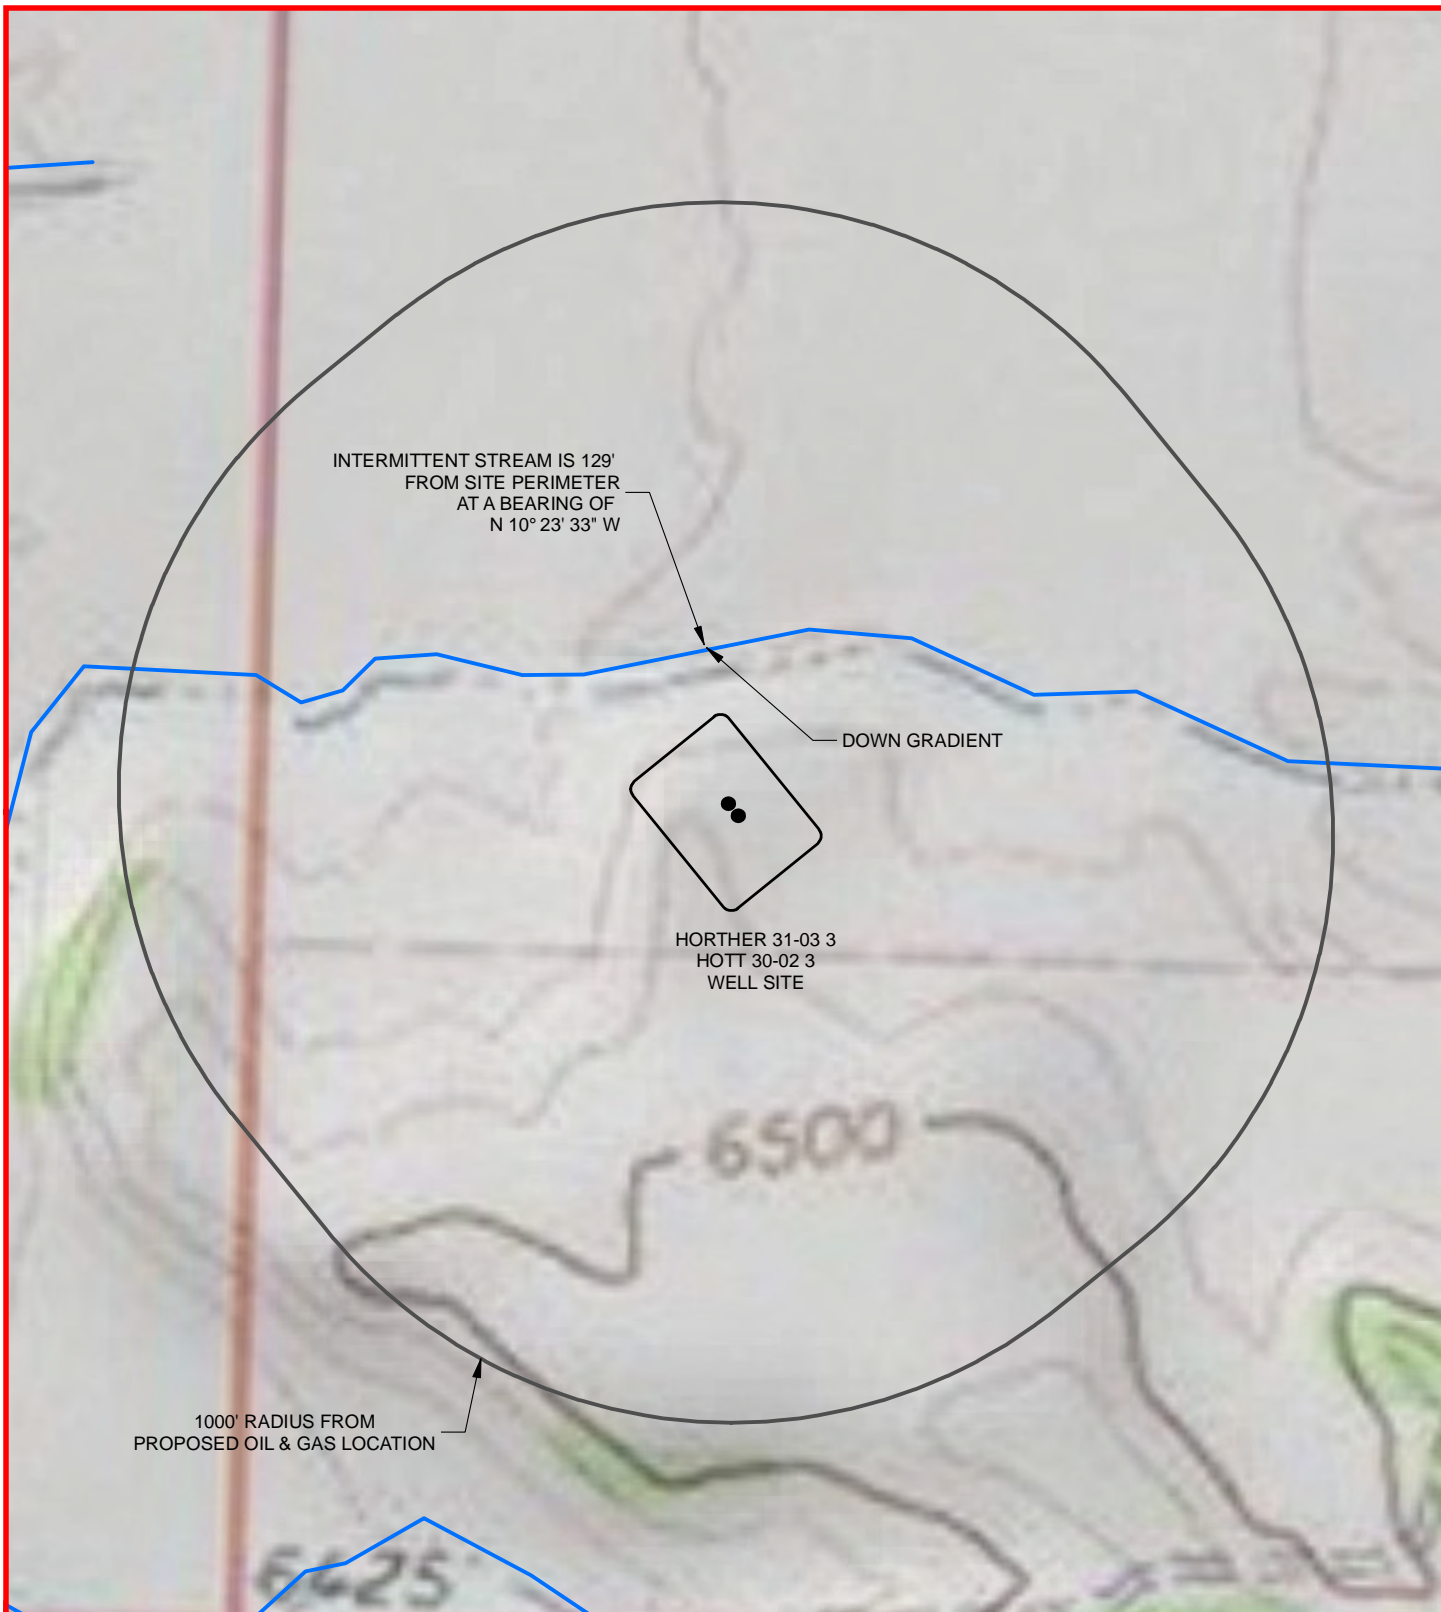 INTERMITTENT STREAM IS 129'
FROM SITE PERIMETER
AT A BEARING OF
N 10° 23' 33" W
DOWN GRADIENT
HORTHER 31-03 3
HOTT 30-02 3
WELL SITE
6500
1000' RADIUS FROM
PROPOSED OIL & GAS LOCATION
6425